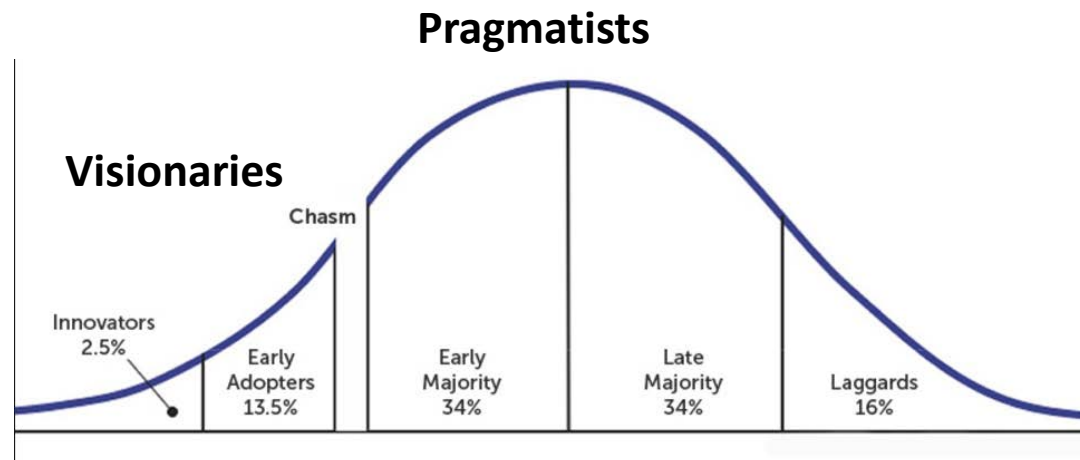 Pragmatists
Visionaries
Chasm
Innovators
2.5%
Early
Adopters
13.5%
Early
Majority
34%
Late
Majority
34%
Laggards
16%